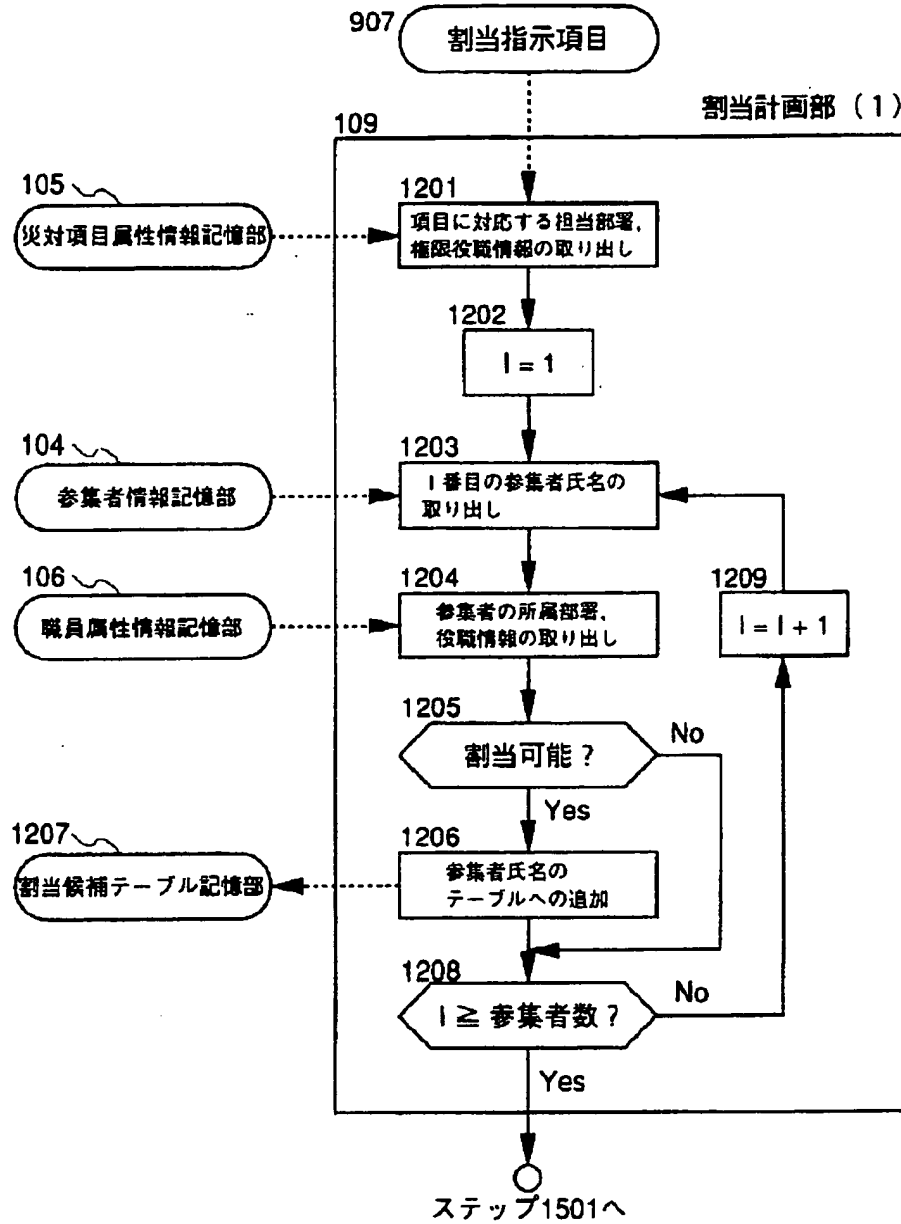 907
割当指示項目
割当計画部（1）
109
105
災対項目属性情報記憶部
1201
項目に対応する担当部署,
権限役職情報の取り出し
1202
I = 1
104
参集者情報記憶部
1203
I 番目の参集者氏名の
取り出し
106
職員属性情報記憶部
1204
参集者の所属部署,
役職情報の取り出し
1209
I = I + 1
1205
割当可能？
No
Yes
1207
割当候補テーブル記憶部
1206
参集者氏名の
テーブルへの追加
1208
I ≧ 参集者数？
No
Yes
ステップ1501へ